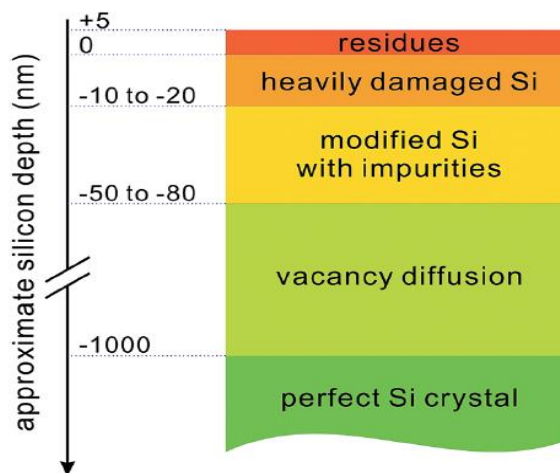 approximate silicon depth (nm)
+5
0
-10 to -20
-50 to -80
-1000
residues
heavily damaged Si
modified Si
with impurities
vacancy diffusion
perfect Si crystal